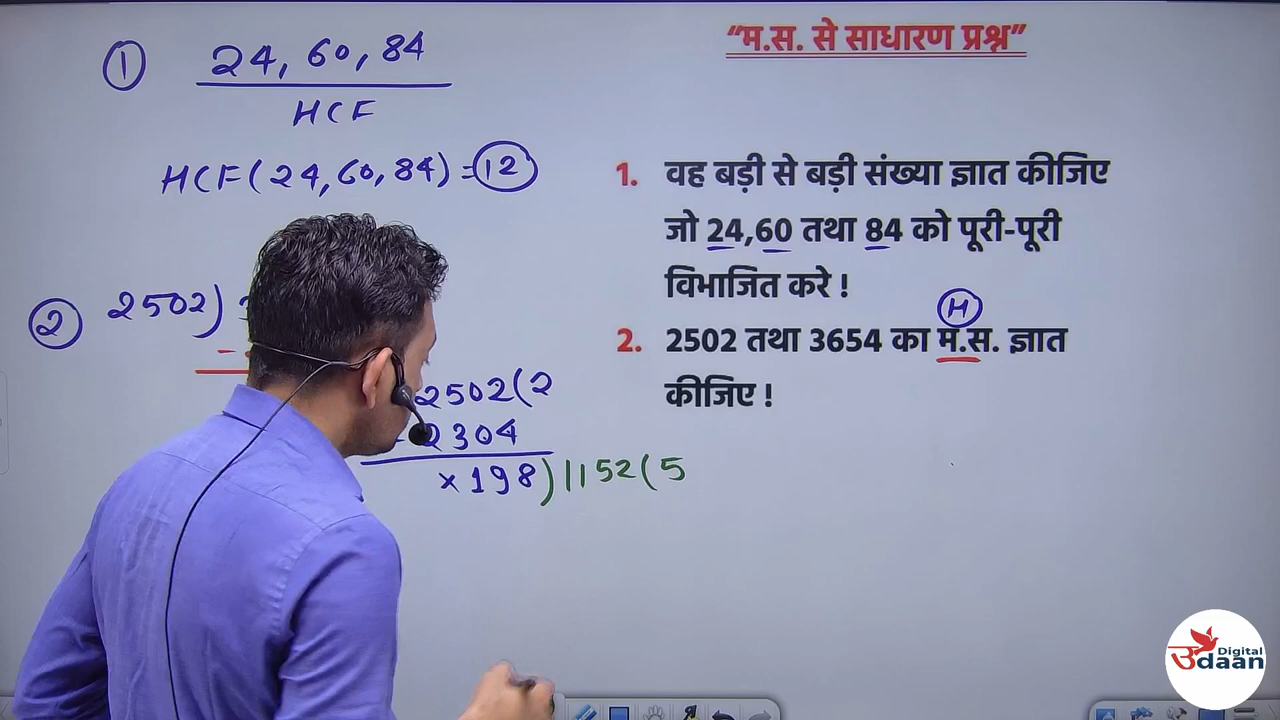 ① 24, 60, 84
HCF
HCF(24,60,84) = 12
② 2502)
2502(2
- 2304
×198)1152(5
"म.स. से साधारण प्रश्न"
1. वह बड़ी से बड़ी संख्या ज्ञात कीजिए
जो 24,60 तथा 84 को पूरी-पूरी
विभाजित करे !
H
2. 2502 तथा 3654 का म.स. ज्ञात
कीजिए !
Digital
उdaan